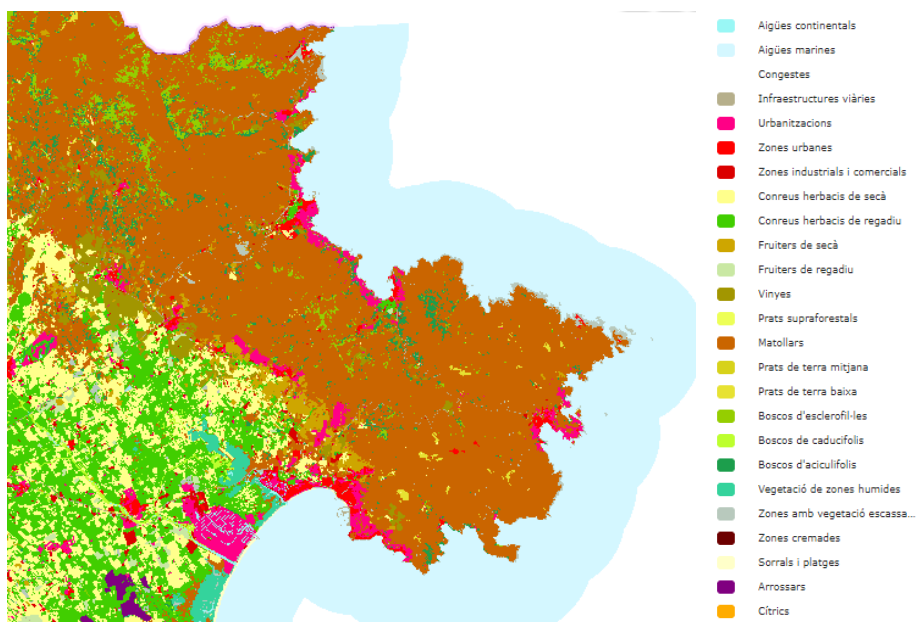 Aigües continentals
Aigües marines
Congestes
Infraestructures viàries
Urbanitzacions
Zones urbanes
Zones industrials i comercials
Conreus herbacis de secà
Conreus herbacis de regadiu
Fruiters de secà
Fruiters de regadiu
Vinyes
Prats supraforestals
Matollars
Prats de terra mitjana
Prats de terra baixa
Boscos d'esclerofil·les
Boscos de caducifolis
Boscos d'aciculifolis
Vegetació de zones humides
Zones amb vegetació escassa...
Zones cremades
Sorrals i platges
Arrossars
Cítrics